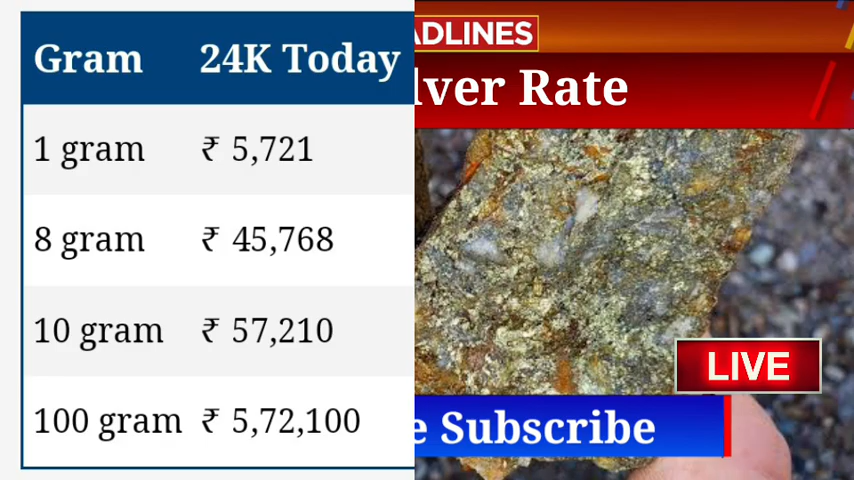 Gram 24K Today
1 gram ₹ 5,721
8 gram ₹ 45,768
10 gram ₹ 57,210
100 gram ₹ 5,72,100
ADLINES
lver Rate
LIVE
e Subscribe